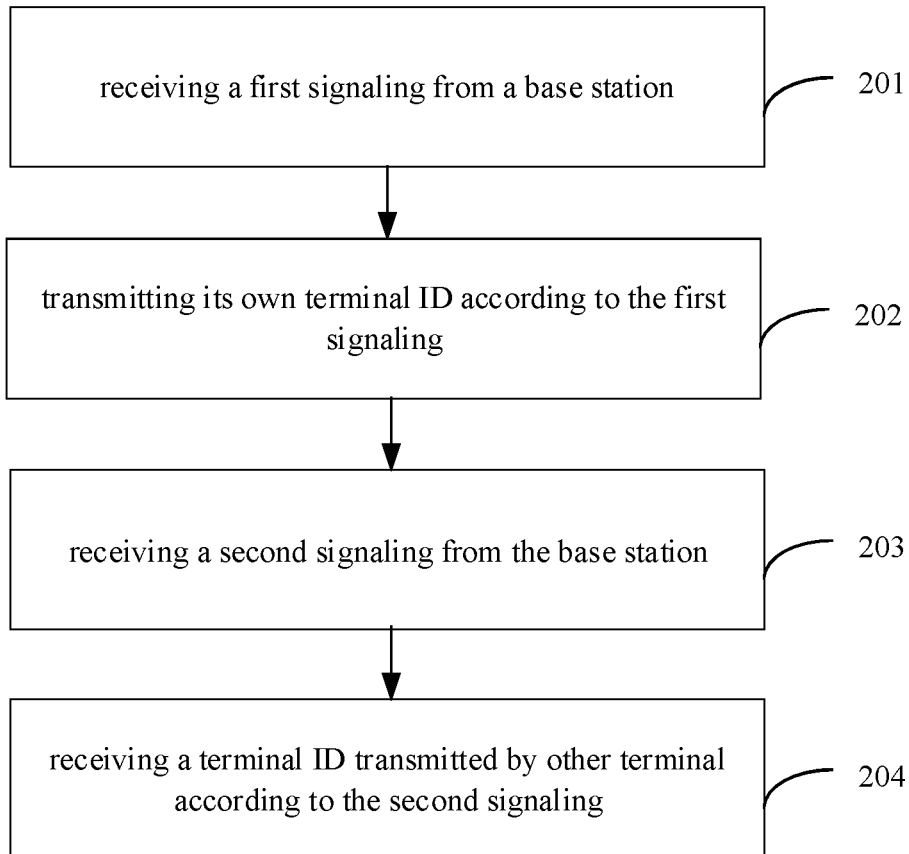 receiving a first signaling from a base station
201
transmitting its own terminal ID according to the first
signaling
202
receiving a second signaling from the base station
203
receiving a terminal ID transmitted by other terminal
according to the second signaling
204